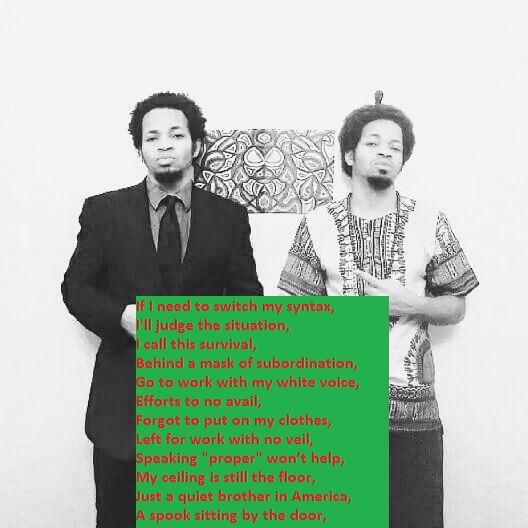 If I need to switch my syntax,
I'll judge the situation,
I call this survival,
Behind a mask of subordination,
Go to work with my white voice,
Efforts to no avail,
Forgot to put on my clothes,
Left for work with no veil,
Speaking "proper" won't help,
My ceiling is still the floor,
Just a quiet brother in America,
A spook sitting by the door,